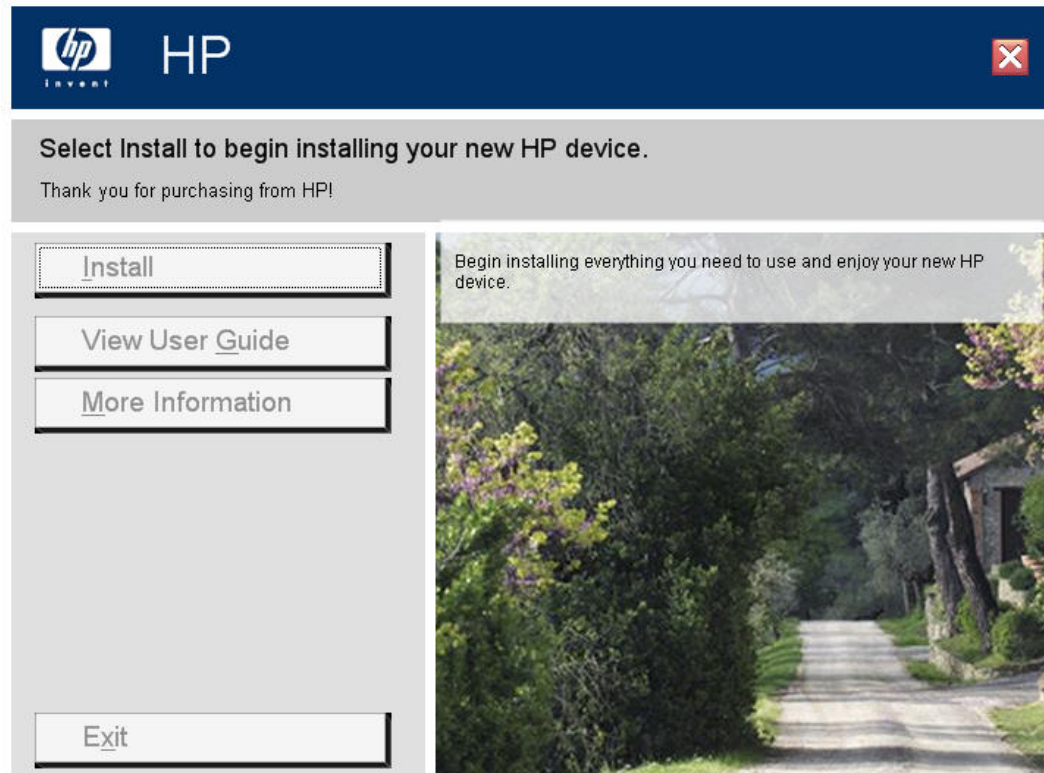 hp
invent
HP
Select Install to begin installing your new HP device.
Thank you for purchasing from HP!
Install
View User Guide
More Information
Exit
Begin installing everything you need to use and enjoy your new HP
device.